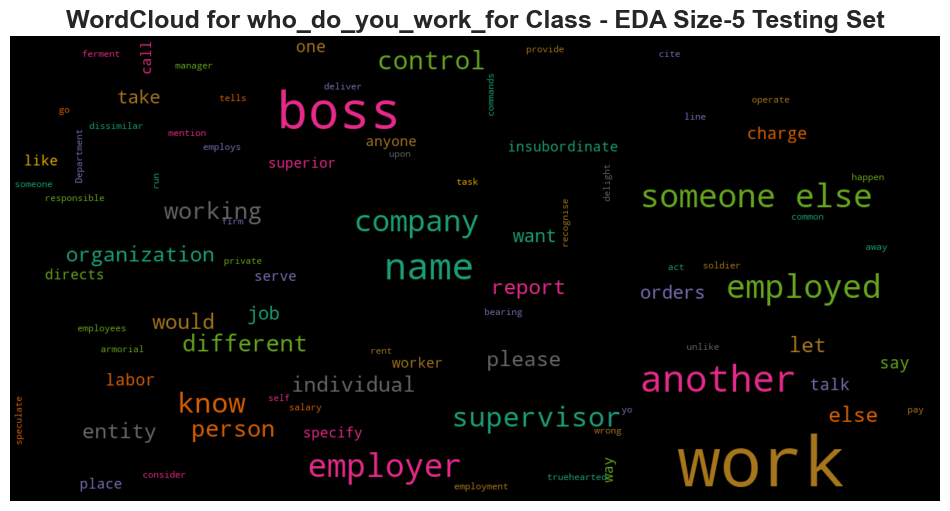 WordCloud for who_do_you_work_for Class - EDA Size-5 Testing Set
ferment
call
one
control
provide
cite
manager
take
tells
deliver
boss
commands
operate
go
dissimilar
mention
employs
anyone
upon
insubordinate
line
charge
like
Department
superior
someone
run
task
delight
happen
responsible
working
firm
company
recognise
someone else
common
want
away
organization
private
name
act
soldier
directs
serve
report
orders
employed
bearing
job
would
employees
different
armorial
rent
worker
please
unlike
let
say
labor
individual
another
talk
self
salary
know
speculate
person
supervisor
yo
else
pay
entity
specify
wrong
employer
work
consider
place
employment
truehearted
way